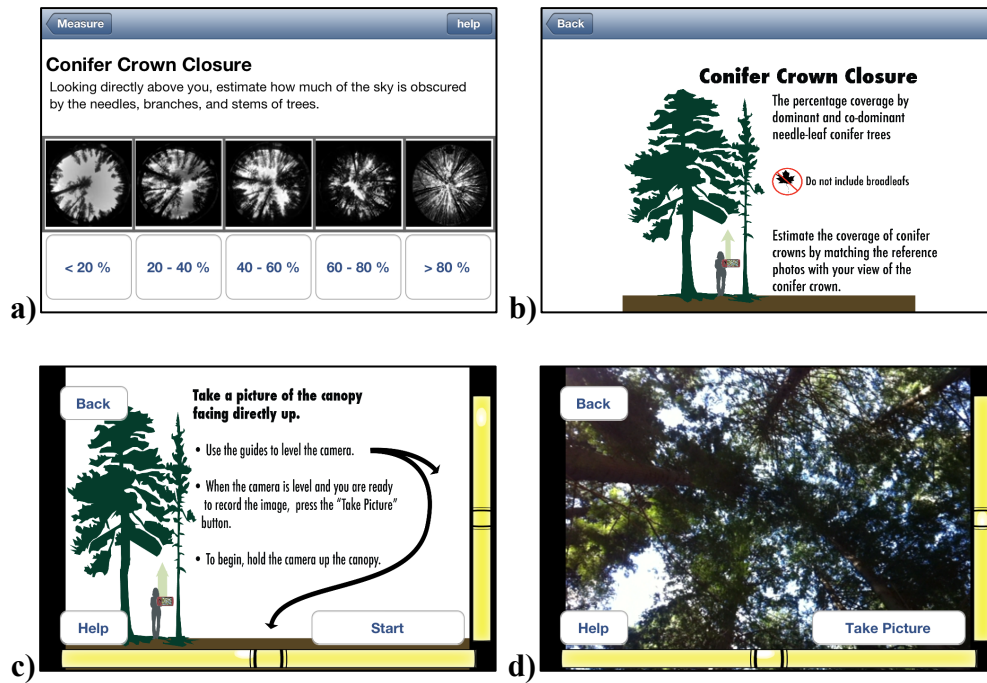 Measure
help
Conifer Crown Closure
Looking directly above you, estimate how much of the sky is obscured
by the needles, branches, and stems of trees.
< 20 %
20 - 40 %
40 - 60 %
60 - 80 %
> 80 %
a)
Back
Conifer Crown Closure
The percentage coverage by
dominant and co-dominant
needle-leaf conifer trees
Do not include broadleafs
Estimate the coverage of conifer
crowns by matching the reference
photos with your view of the
conifer crown.
b)
Back
Take a picture of the canopy
facing directly up.
• Use the guides to level the camera.
• When the camera is level and you are ready
to record the image, press the “Take Picture”
button.
• To begin, hold the camera up the canopy.
Help
Start
c)
Back
Help
Take Picture
d)